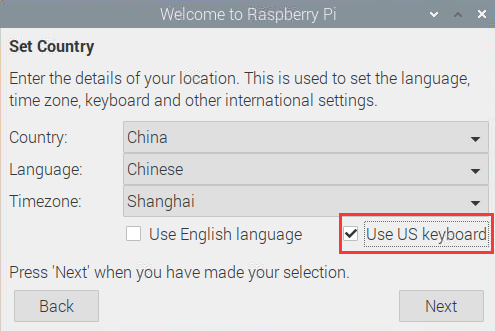 Welcome to Raspberry Pi
Set Country
Enter the details of your location. This is used to set the language,
time zone, keyboard and other international settings.
Country: China
Language: Chinese
Timezone: Shanghai
Use English language Use US keyboard
Press 'Next' when you have made your selection.
Back Next